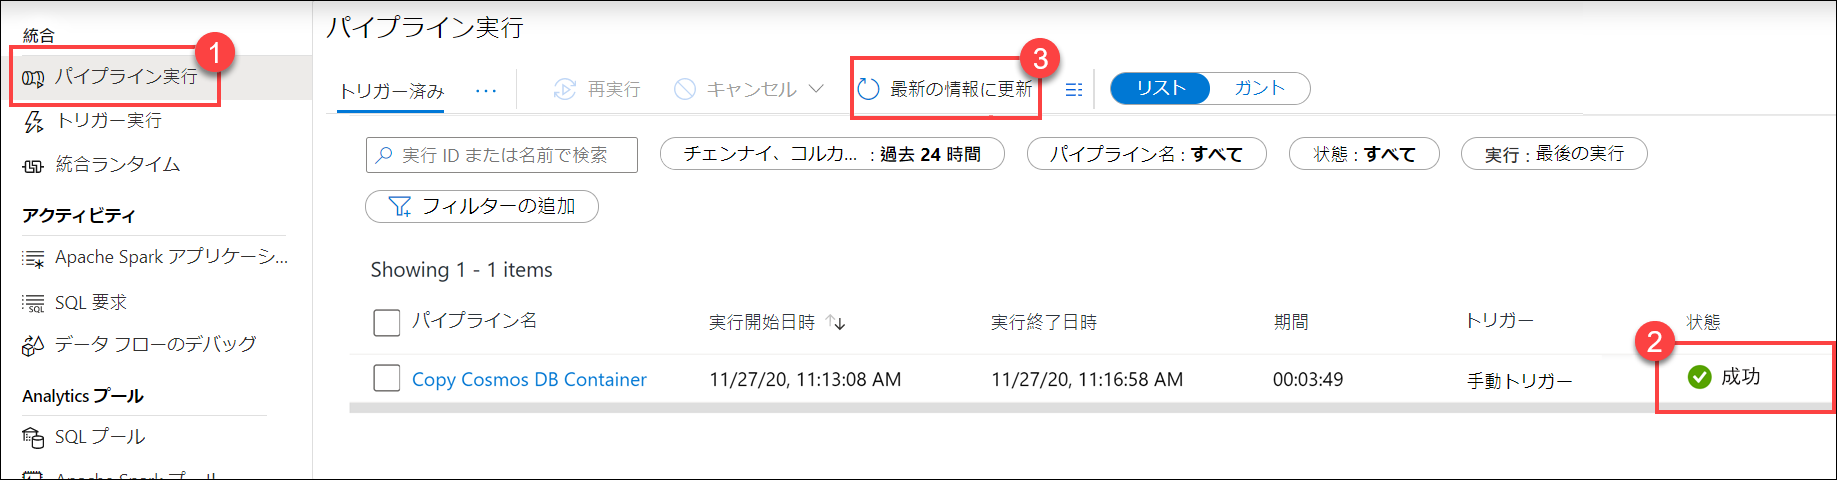 統合
1
パイプライン実行
トリガー実行
統合ランタイム
アクティビティ
Apache Spark アプリケーシ...
SQL 要求
データ フローのデバッグ
Analytics プール
SQL プール
Apache Spark プール
パイプライン実行
トリガー済み ... 再実行 キャンセル 最新の情報に更新 リスト ガント
3
実行 ID または名前で検索 チェンナイ、コルカ... : 過去 24 時間 パイプライン名 : すべて 状態 : すべて 実行 : 最後の実行
フィルターの追加
Showing 1 - 1 items
パイプライン名 実行開始日時 ↑↓ 実行終了日時 期間 トリガー 状態
2
Copy Cosmos DB Container 11/27/20, 11:13:08 AM 11/27/20, 11:16:58 AM 00:03:49 手動トリガー 成功